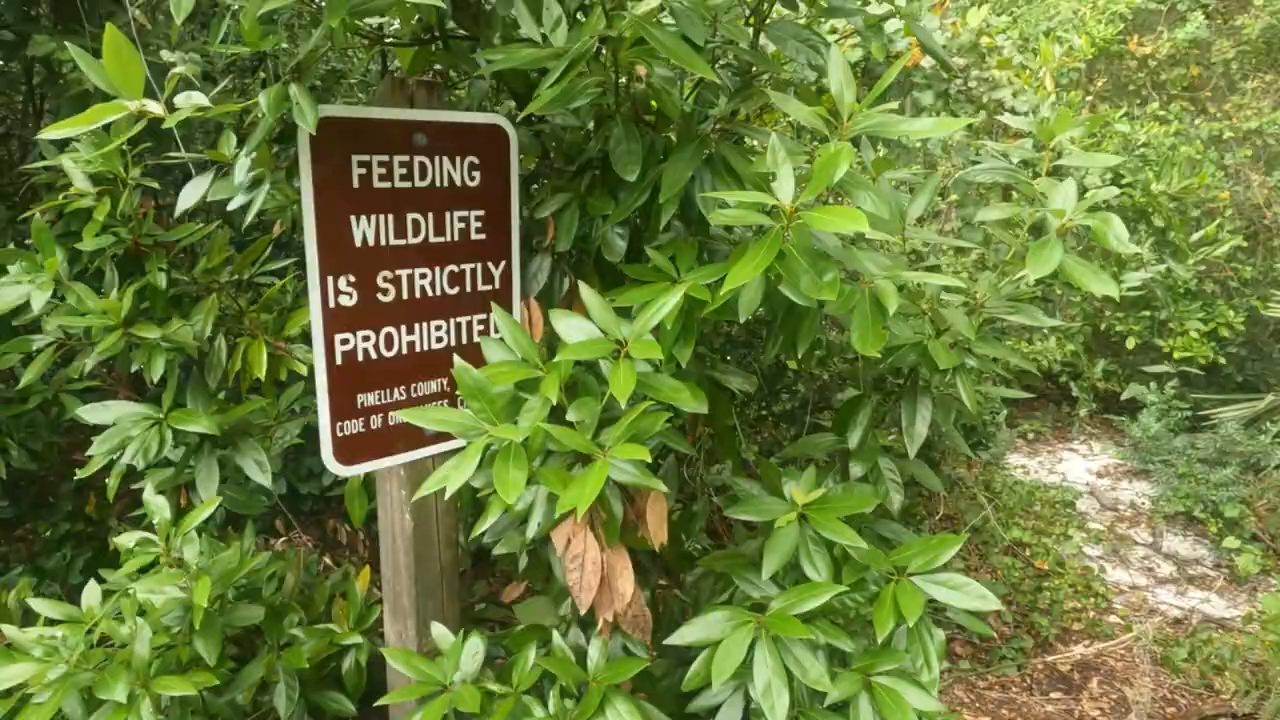 FEEDING
WILDLIFE
IS STRICTLY
PROHIBITED
PINELLAS COUNTY,
CODE OF